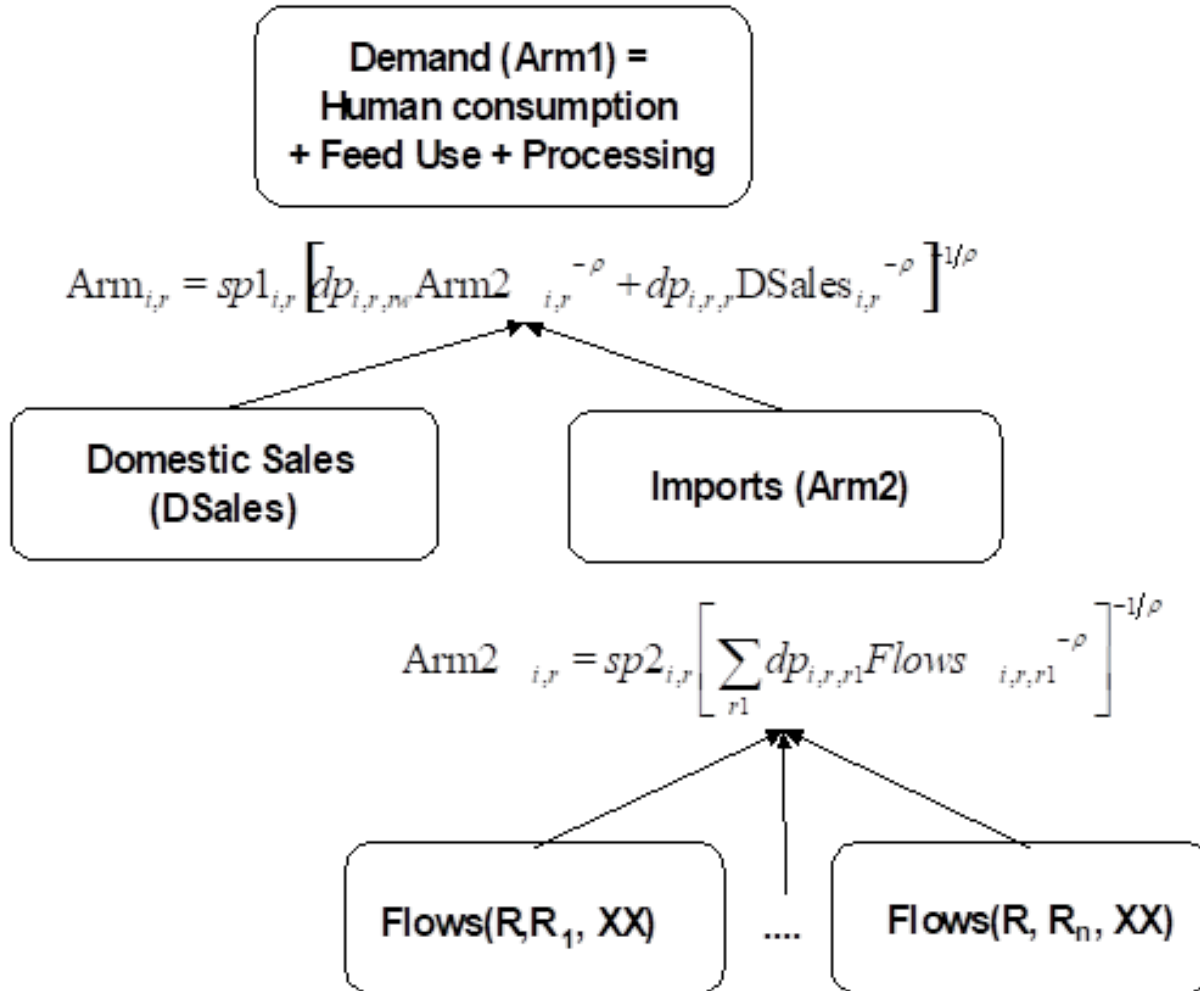 Demand (Arm1) =
Human consumption
+ Feed Use + Processing
Arm_{i,r} = sp1_{i,r} [dp_{i,r,rw} Arm2_{i,r}^{-ρ} + dp_{i,r,r} DSales_{i,r}^{-ρ}]^{-1/ρ}
Domestic Sales
(DSales)
Imports (Arm2)
Arm2_{i,r} = sp2_{i,r} [∑_{r1} dp_{i,r,r1} Flows_{i,r,r1}^{-ρ}]^{-1/ρ}
Flows(R,R₁, XX)
....
Flows(R, Rₙ, XX)